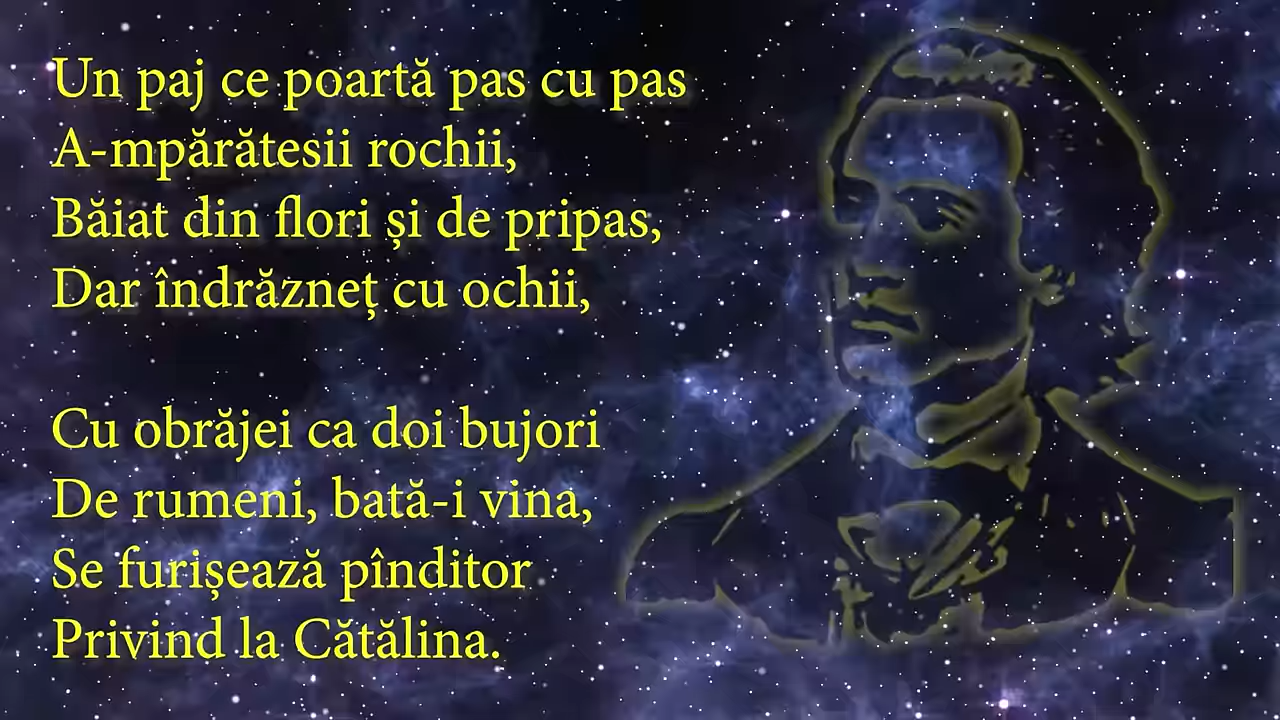 Un paj ce poartă pas cu pas
A-mpărătesii rochii,
Băiat din flori și de pripas,
Dar îndrăzneț cu ochii,
Cu obrăjei ca doi bujori
De rumeni, bată-i vina,
Se furișează pînditor
Privind la Cătălina.